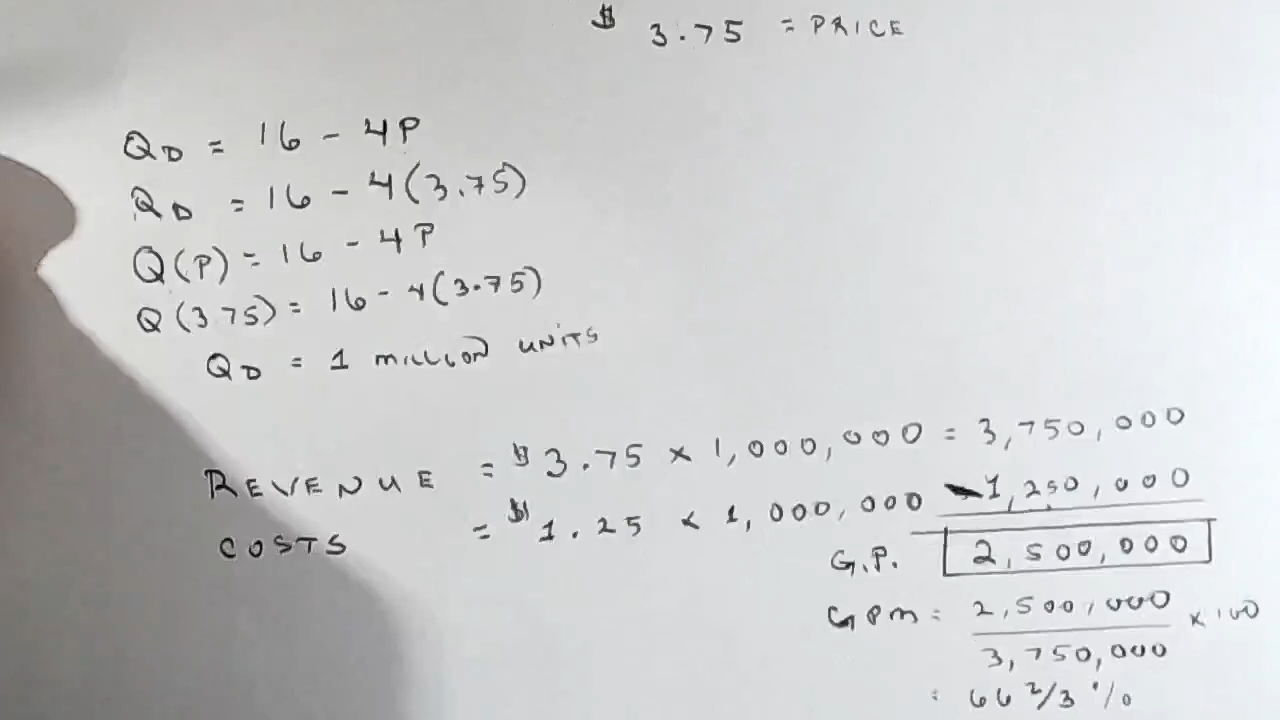 $ 3.75 = PRICE
QD = 16 - 4P
QD = 16 - 4(3.75)
Q(P) = 16 - 4P
Q(3.75) = 16 - 4(3.75)
QD = 1 MILLION UNITS
REVENUE = $3.75 x 1,000,000 = 3,750,000
COSTS = $1.25 x 1,000,000 - 1,250,000
G.P. 2,500,000
GPM = 2,500,000 x 100
3,750,000
= 66 2/3 %